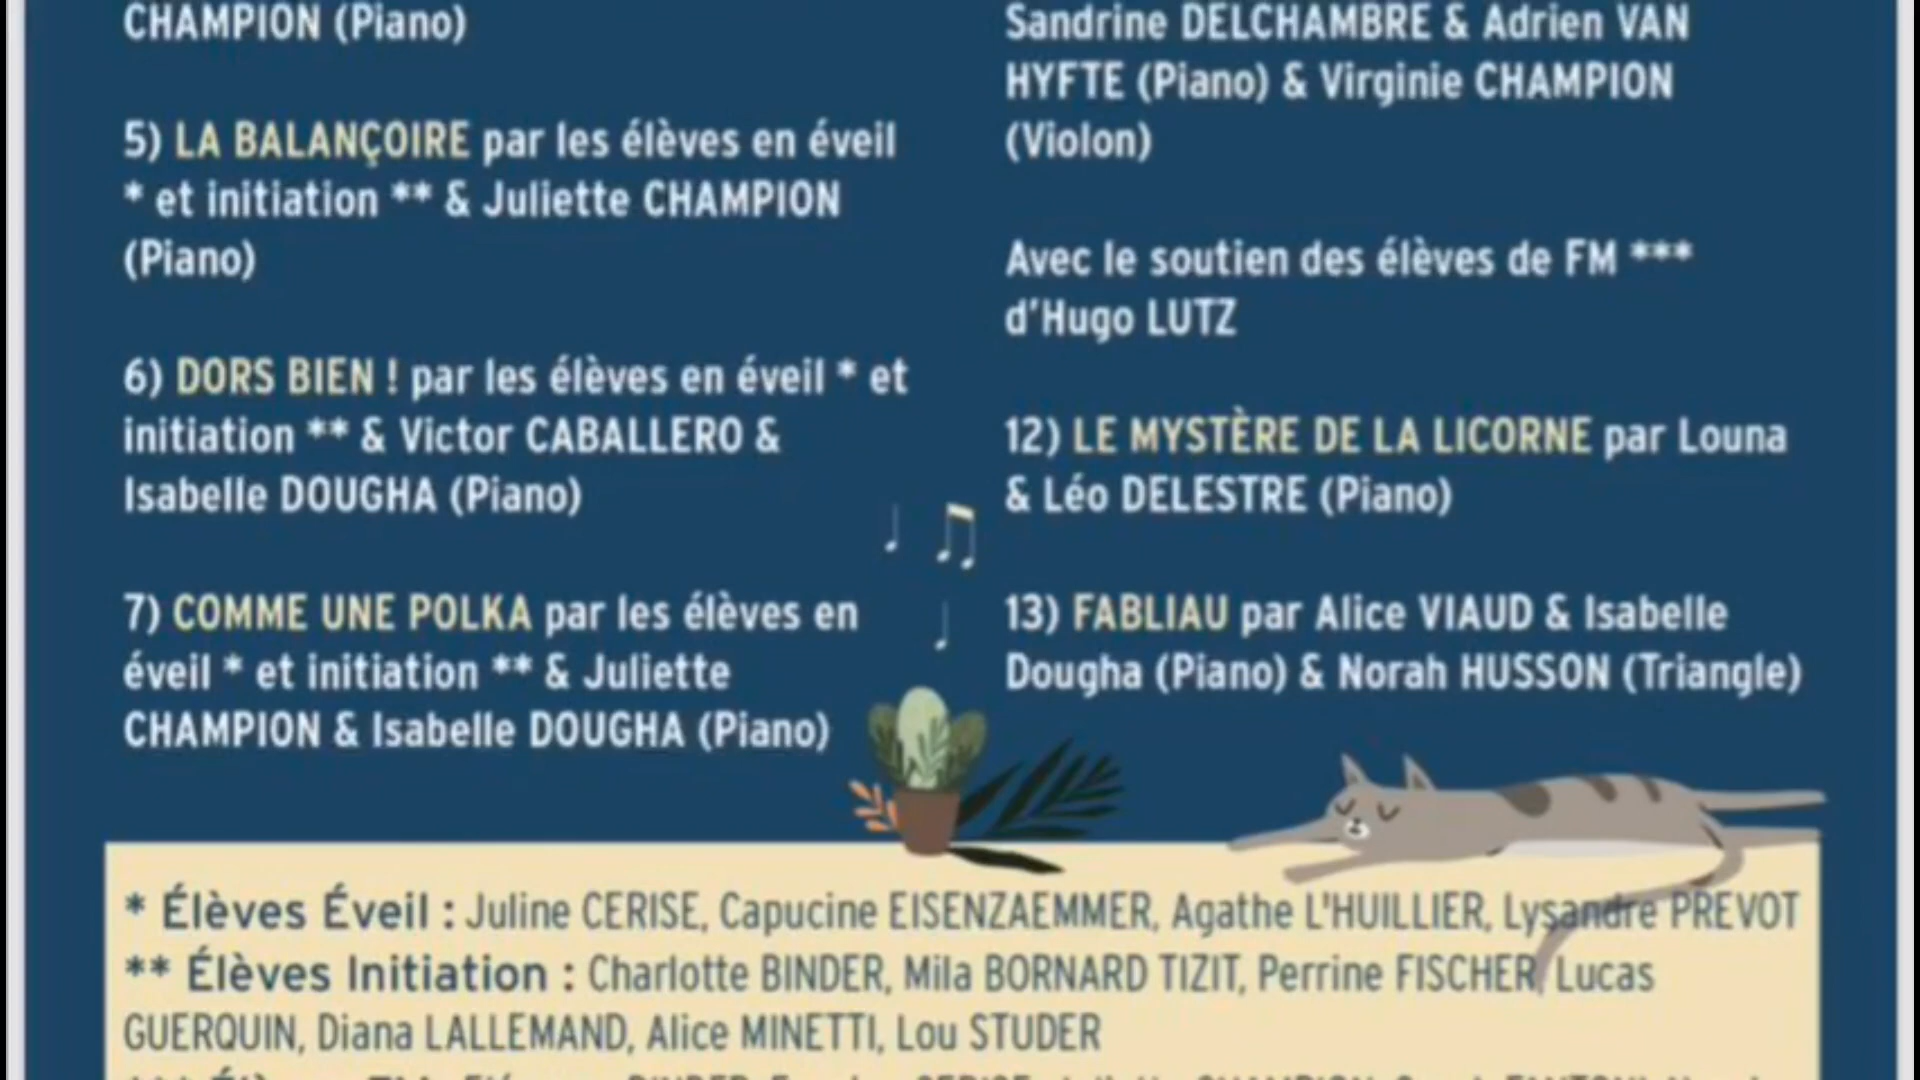 CHAMPION (Piano)
5) LA BALANÇOIRE par les élèves en éveil
* et initiation ** & Juliette CHAMPION
(Piano)
6) DORS BIEN ! par les élèves en éveil * et
initiation ** & Victor CABALLERO &
Isabelle DOUGHA (Piano)
7) COMME UNE POLKA par les élèves en
éveil * et initiation ** & Juliette
CHAMPION & Isabelle DOUGHA (Piano)
Sandrine DELCHAMBRE & Adrien VAN
HYFTE (Piano) & Virginie CHAMPION
(Violon)
Avec le soutien des élèves de FM ***
d'Hugo LUTZ
12) LE MYSTÈRE DE LA LICORNE par Louna
& Léo DELESTRE (Piano)
13) FABLIAU par Alice VIAUD & Isabelle
Dougha (Piano) & Norah HUSSON (Triangle)
* Élèves Éveil : Juline CERISE, Capucine EISENZAEMMER, Agathe L'HUILLIER, Lysandre PREVOT
** Élèves Initiation : Charlotte BINDER, Mila BORNARD TIZIT, Perrine FISCHER, Lucas
GUERQUIN, Diana LALLEMAND, Alice MINETTI, Lou STUDER